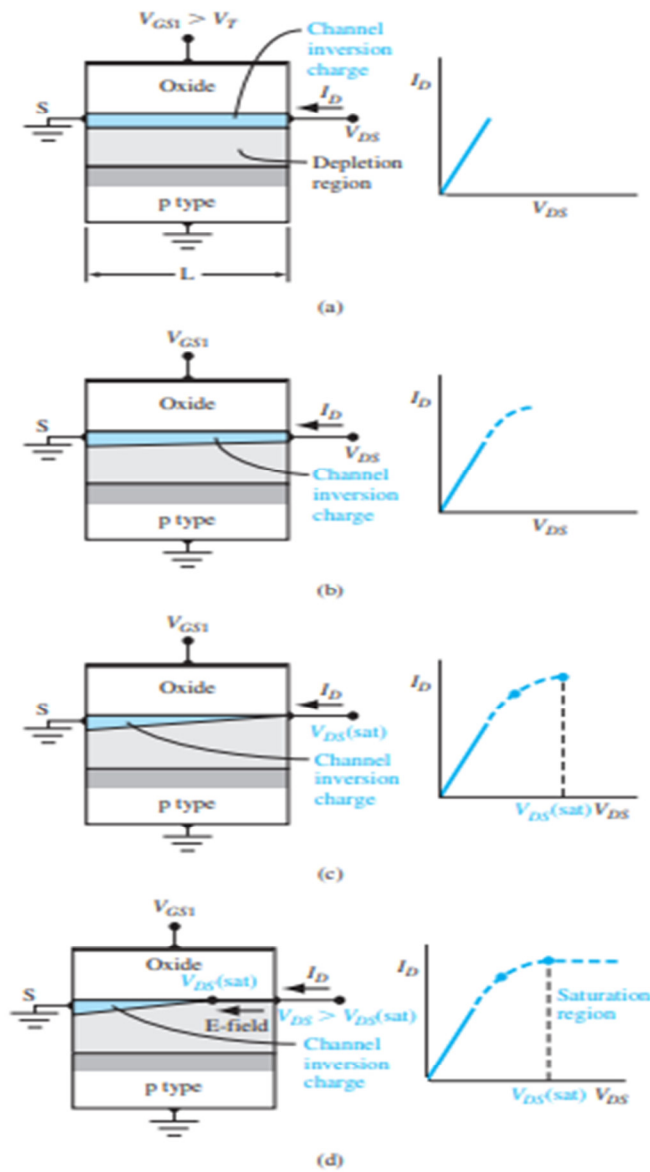 V_GS1 > V_T
Channel
inversion
charge
Oxide
S
I_D
V_DS
Depletion
region
p type
L
I_D
V_DS
(a)
V_GS1
Oxide
S
I_D
V_DS
Channel
inversion
charge
p type
I_D
V_DS
(b)
V_GS1
Oxide
S
I_D
V_DS(sat)
Channel
inversion
charge
p type
I_D
V_DS(sat) V_DS
(c)
V_GS1
Oxide
V_DS(sat)
S
I_D
E-field
V_DS > V_DS(sat)
Channel
inversion
charge
p type
I_D
Saturation
region
V_DS(sat) V_DS
(d)